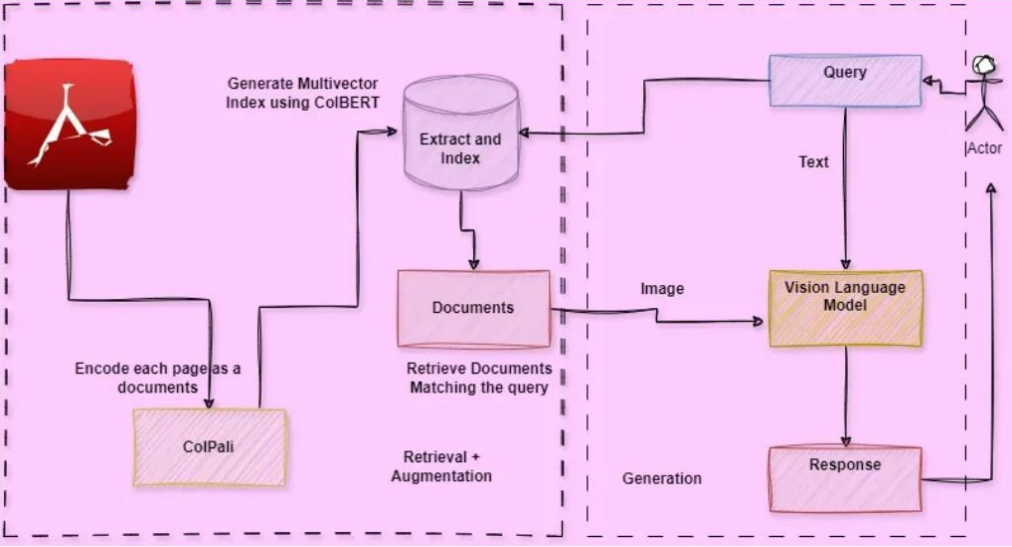 Generate Multivector
Index using ColBERT
Extract and
Index
Query
Actor
Text
Documents
Image
Vision Language
Model
Encode each page as a
documents
Retrieve Documents
Matching the query
ColPali
Retrieval +
Augmentation
Generation
Response